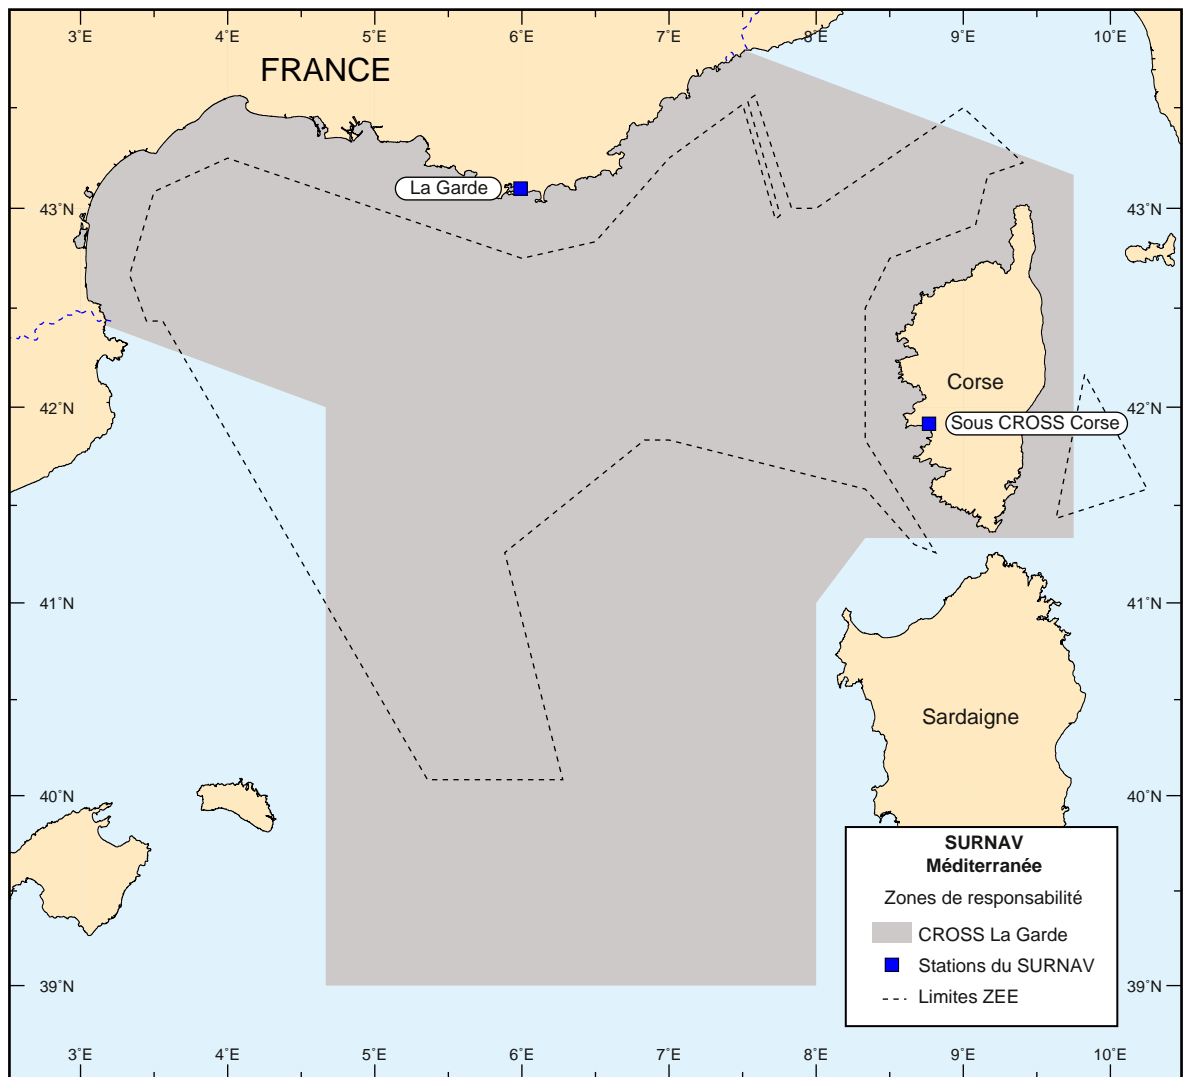 3°E 4°E 5°E 6°E 7°E 8°E 9°E 10°E
FRANCE
La Garde
43°N 43°N
Corse
42°N 42°N
Sous CROSS Corse
41°N 41°N
Sardaigne
40°N 40°N
SURNAV
Méditerranée
Zones de responsabilité
CROSS La Garde
Stations du SURNAV
Limites ZEE
39°N 39°N
3°E 4°E 5°E 6°E 7°E 8°E 9°E 10°E